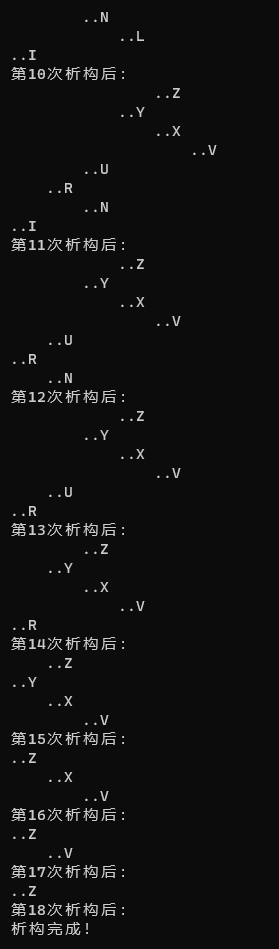 ..N
..L
..I
第10次析构后:
..Z
..Y
..X
..V
..U
..R
..N
..I
第11次析构后:
..Z
..Y
..X
..V
..U
..R
..N
第12次析构后:
..Z
..Y
..X
..V
..U
..R
第13次析构后:
..Z
..Y
..X
..V
..R
第14次析构后:
..Z
..Y
..X
..V
第15次析构后:
..Z
..X
..V
第16次析构后:
..Z
..V
第17次析构后:
..Z
第18次析构后:
析构完成!